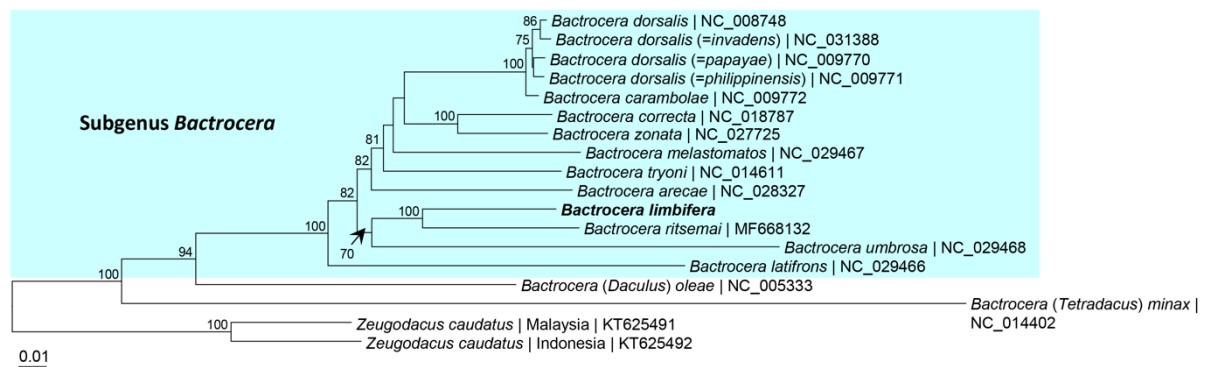 86
Bactrocera dorsalis | NC_008748
75
Bactrocera dorsalis (=invadens) | NC_031388
Bactrocera dorsalis (=papayae) | NC_009770
100
Bactrocera dorsalis (=philippinensis) | NC_009771
Bactrocera carambolae | NC_009772
Subgenus Bactrocera
100
Bactrocera correcta | NC_018787
Bactrocera zonata | NC_027725
81
Bactrocera melastomatos | NC_029467
82
Bactrocera tryoni | NC_014611
82
Bactrocera arecae | NC_028327
100
Bactrocera limbifera
100
Bactrocera ritsemai | MF668132
70
Bactrocera umbrosa | NC_029468
94
Bactrocera latifrons | NC_029466
100
Bactrocera (Daculus) oleae | NC_005333
Bactrocera (Tetradacus) minax |
NC_014402
100
Zeugodacus caudatus | Malaysia | KT625491
Zeugodacus caudatus | Indonesia | KT625492
0.01